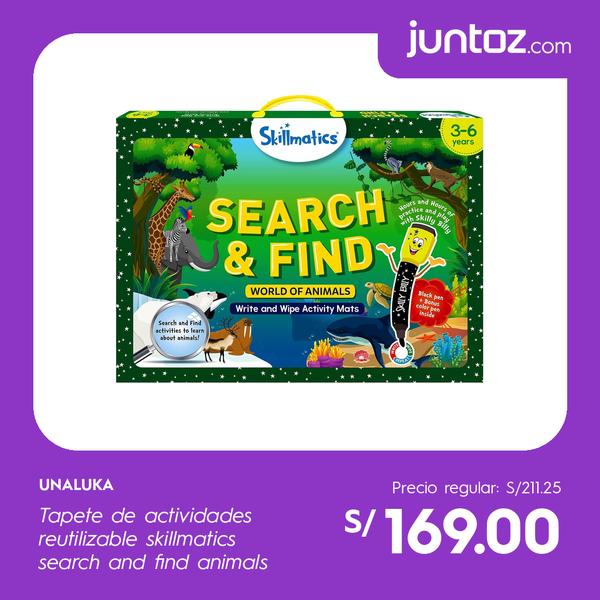 juntoz.com
Skillmatics
3-6
years
SEARCH
& FIND
WORLD OF ANIMALS
Write and Wipe Activity Mats
Hours and Hours of
practice and play
with Skilly Billy
SKILLY BILLY
Black pen
+ Bonus
color pen
inside
Search and Find
activities to learn
about animals!
UNALUKA
Tapete de actividades
reutilizable skillmatics
search and find animals
Precio regular: S/211.25
S/ 169.00